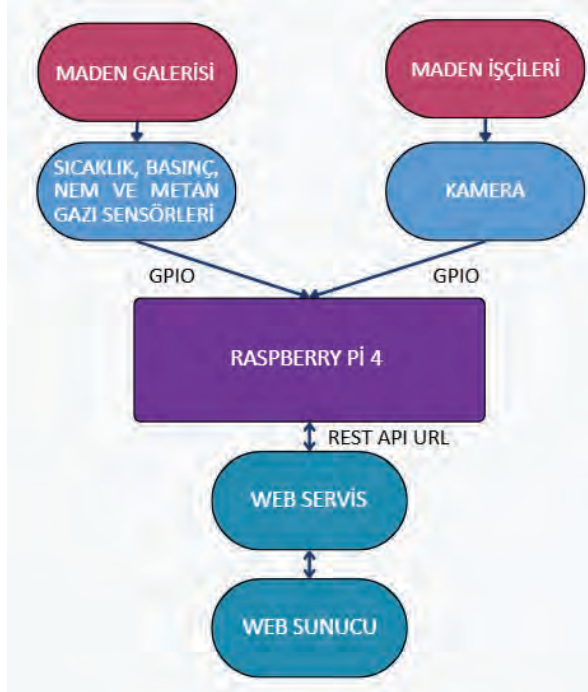 MADEN GALERİSİ
MADEN İŞÇİLERİ
SICAKLIK, BASINÇ,
NEM VE METAN
GAZI SENSÖRLERİ
KAMERA
GPIO
GPIO
RASPBERRY Pİ 4
REST API URL
WEB SERVİS
WEB SUNUCU